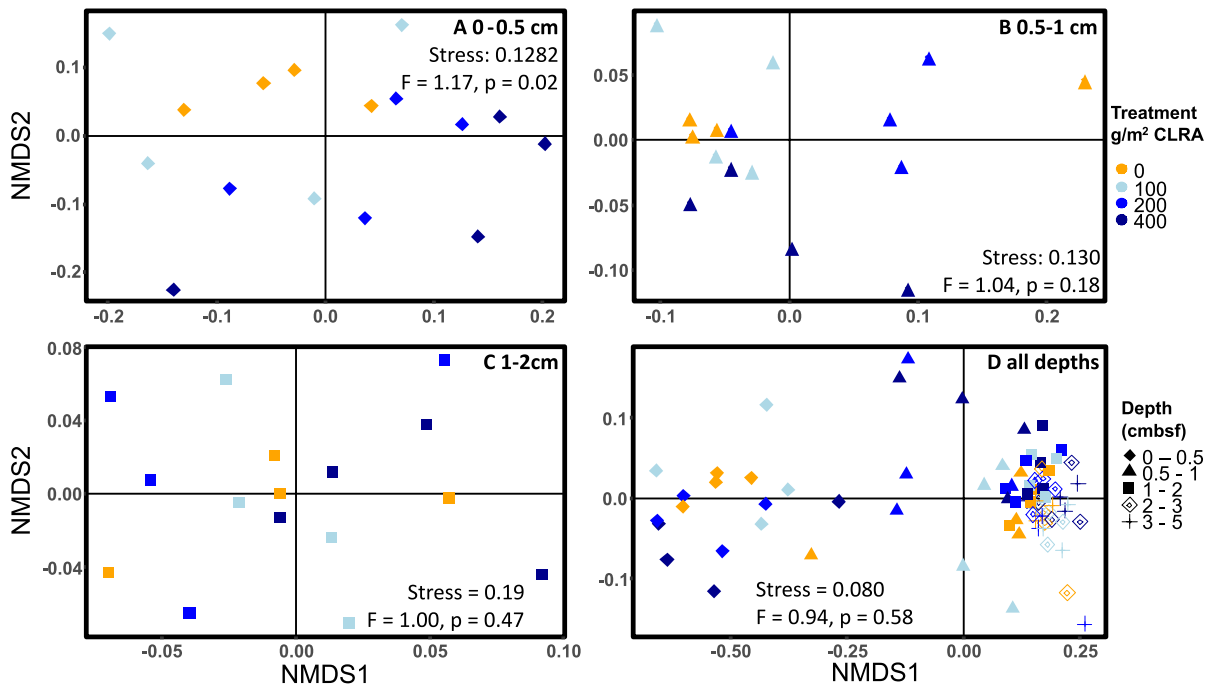 A 0-0.5 cm
Stress: 0.1282
F = 1.17, p = 0.02
0.1
0.0
-0.1
-0.2
NMDS2
-0.2
-0.1
0.0
0.1
0.2
B 0.5-1 cm
Stress: 0.130
F = 1.04, p = 0.18
0.05
0.00
-0.05
-0.10
-0.1
0.0
0.1
0.2
Treatment
g/m² CLRA
0
100
200
400
C 1-2cm
Stress = 0.19
F = 1.00, p = 0.47
0.08
0.04
0.00
-0.04
NMDS2
-0.05
0.00
0.05
0.10
NMDS1
D all depths
Stress = 0.080
F = 0.94, p = 0.58
0.1
0.0
-0.1
-0.50
-0.25
0.00
0.25
NMDS1
Depth
(cmbsf)
0 – 0.5
0.5 - 1
1 - 2
2 - 3
3 - 5